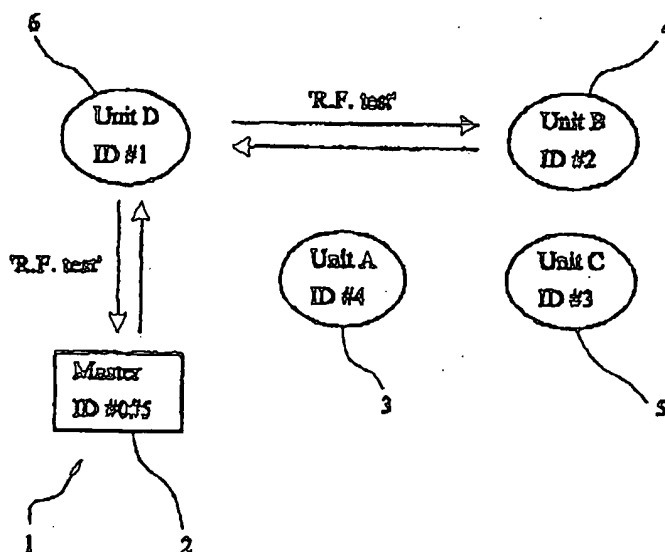 6
4
Unit D
ID #1
'R.F. test'
Unit B
ID #2
'R.F. test'
Unit A
ID #4
Unit C
ID #3
Master
ID #0.75
3
5
1
2